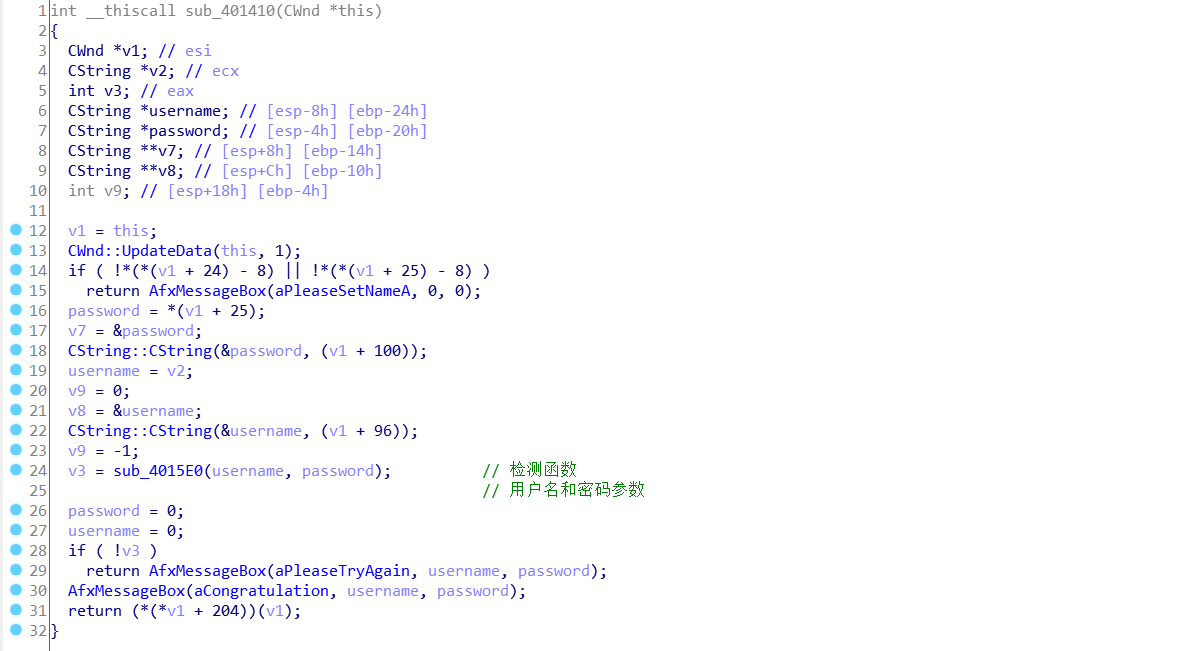 1 int __thiscall sub_401410(CWnd *this)
2 {
3   CWnd *v1; // esi
4   CString *v2; // ecx
5   int v3; // eax
6   CString *username; // [esp-8h] [ebp-24h]
7   CString *password; // [esp-4h] [ebp-20h]
8   CString **v7; // [esp+8h] [ebp-14h]
9   CString **v8; // [esp+Ch] [ebp-10h]
10   int v9; // [esp+18h] [ebp-4h]
11
12   v1 = this;
13   CWnd::UpdateData(this, 1);
14   if ( !*(*(v1 + 24) - 8) || !*(*(v1 + 25) - 8) )
15     return AfxMessageBox(aPleaseSetNameA, 0, 0);
16   password = *(v1 + 25);
17   v7 = &password;
18   CString::CString(&password, (v1 + 100));
19   username = v2;
20   v9 = 0;
21   v8 = &username;
22   CString::CString(&username, (v1 + 96));
23   v9 = -1;
24   v3 = sub_4015E0(username, password);          // 检测函数
25                                                 // 用户名和密码参数
26   password = 0;
27   username = 0;
28   if ( !v3 )
29     return AfxMessageBox(aPleaseTryAgain, username, password);
30   AfxMessageBox(aCongratulation, username, password);
31   return (*(*v1 + 204))(v1);
32 }